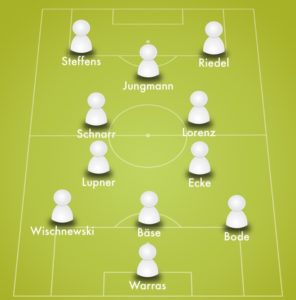 Steffens
Riedel
Jungmann
Schnarr
Lorenz
Lupner
Ecke
Wischnewski
Bäse
Bode
Warras